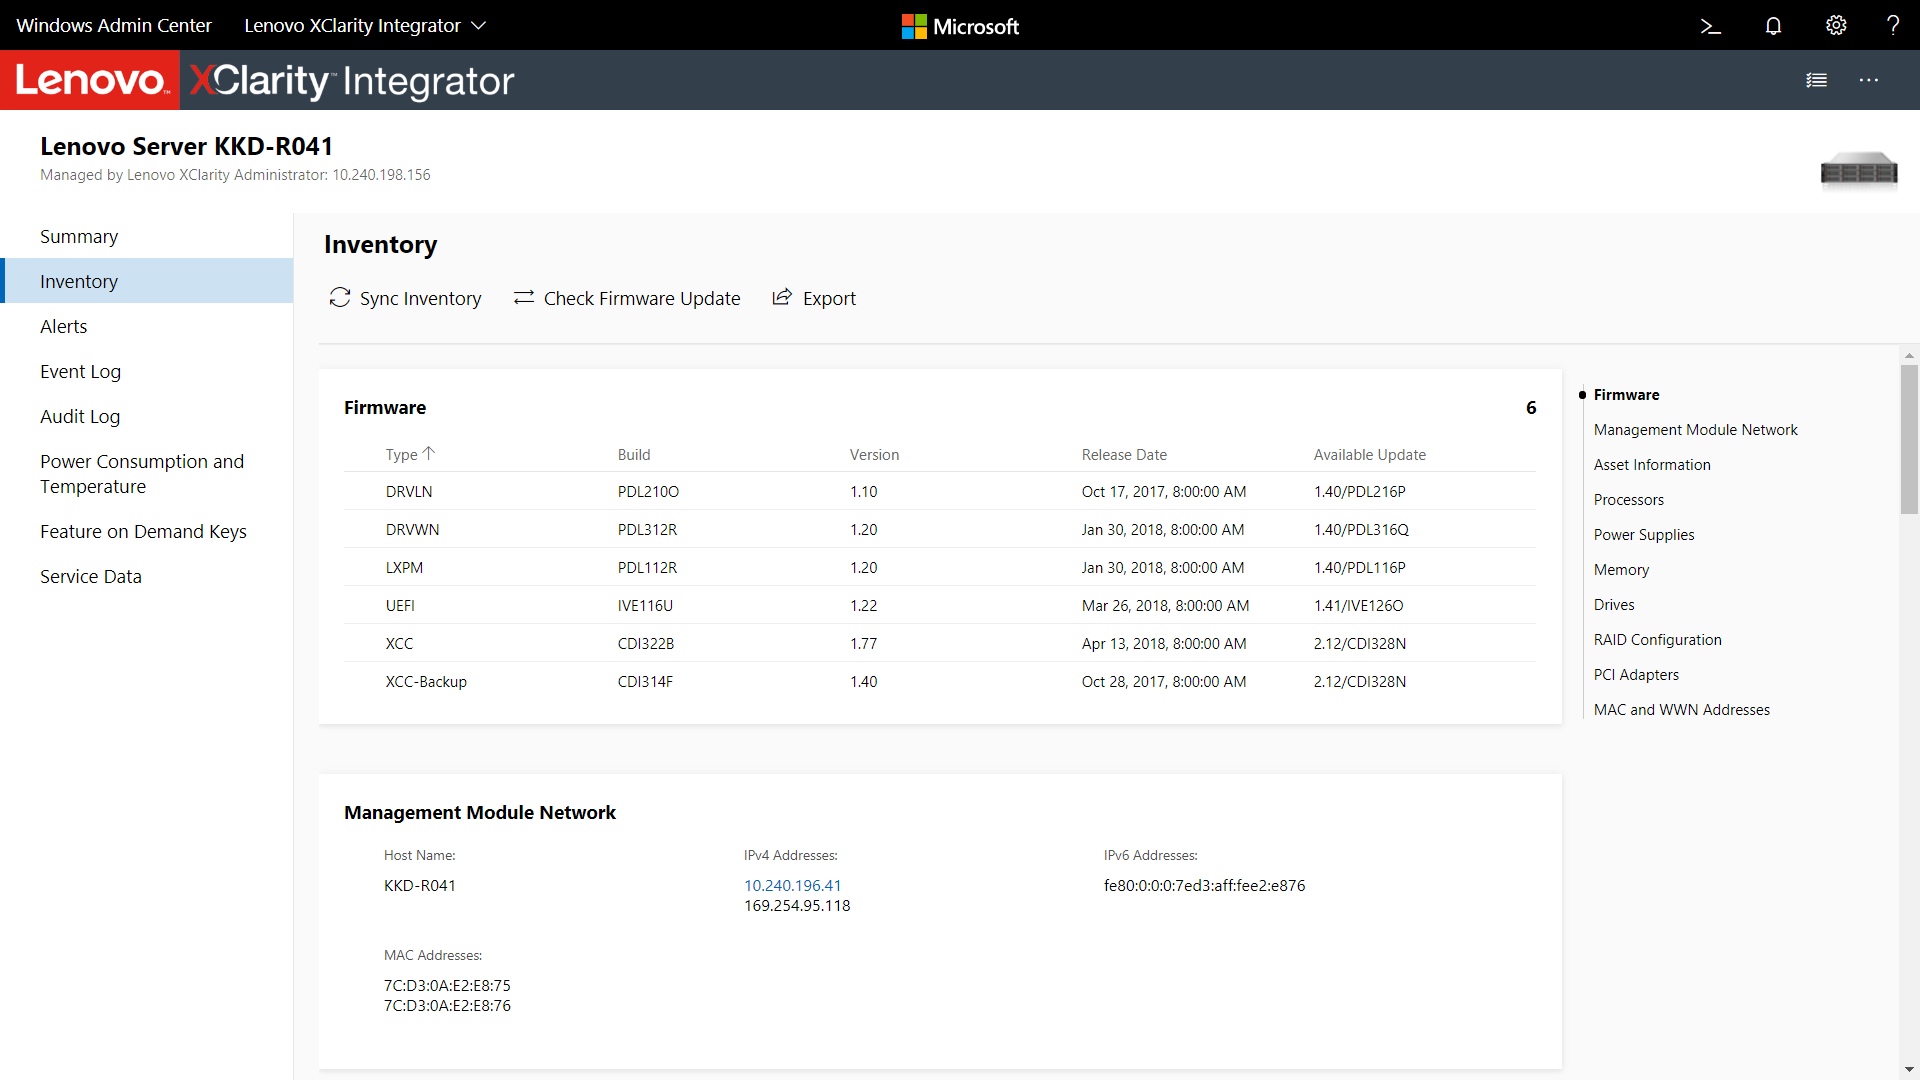 Windows Admin Center Lenovo XClarity Integrator Microsoft
Lenovo™ XClarity™ Integrator
Lenovo Server KKD-R041
Managed by Lenovo XClarity Administrator: 10.240.198.156
Summary
Inventory
Alerts
Event Log
Audit Log
Power Consumption and
Temperature
Feature on Demand Keys
Service Data
Inventory
Sync Inventory Check Firmware Update Export
Firmware 6
Type Build Version Release Date Available Update
DRVLN PDL210O 1.10 Oct 17, 2017, 8:00:00 AM 1.40/PDL216P
DRVWN PDL312R 1.20 Jan 30, 2018, 8:00:00 AM 1.40/PDL316Q
LXPM PDL112R 1.20 Jan 30, 2018, 8:00:00 AM 1.40/PDL116P
UEFI IVE116U 1.22 Mar 26, 2018, 8:00:00 AM 1.41/IVE126O
XCC CDI322B 1.77 Apr 13, 2018, 8:00:00 AM 2.12/CDI328N
XCC-Backup CDI314F 1.40 Oct 28, 2017, 8:00:00 AM 2.12/CDI328N
Firmware
Management Module Network
Asset Information
Processors
Power Supplies
Memory
Drives
RAID Configuration
PCI Adapters
MAC and WWN Addresses
Management Module Network
Host Name: IPv4 Addresses: IPv6 Addresses:
KKD-R041 10.240.196.41 fe80:0:0:0:7ed3:aff:fee2:e876
169.254.95.118
MAC Addresses:
7C:D3:0A:E2:E8:75
7C:D3:0A:E2:E8:76